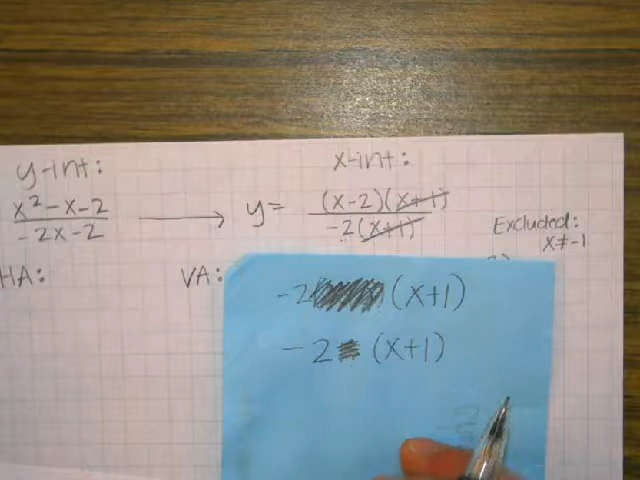 y-int:
x-int:
x²-x-2 / -2x-2 → y= (x-2)(x+1) / -2(x+1)
Excluded:
x≠-1
HA:
VA:
-2 (x+1)
-2 (x+1)